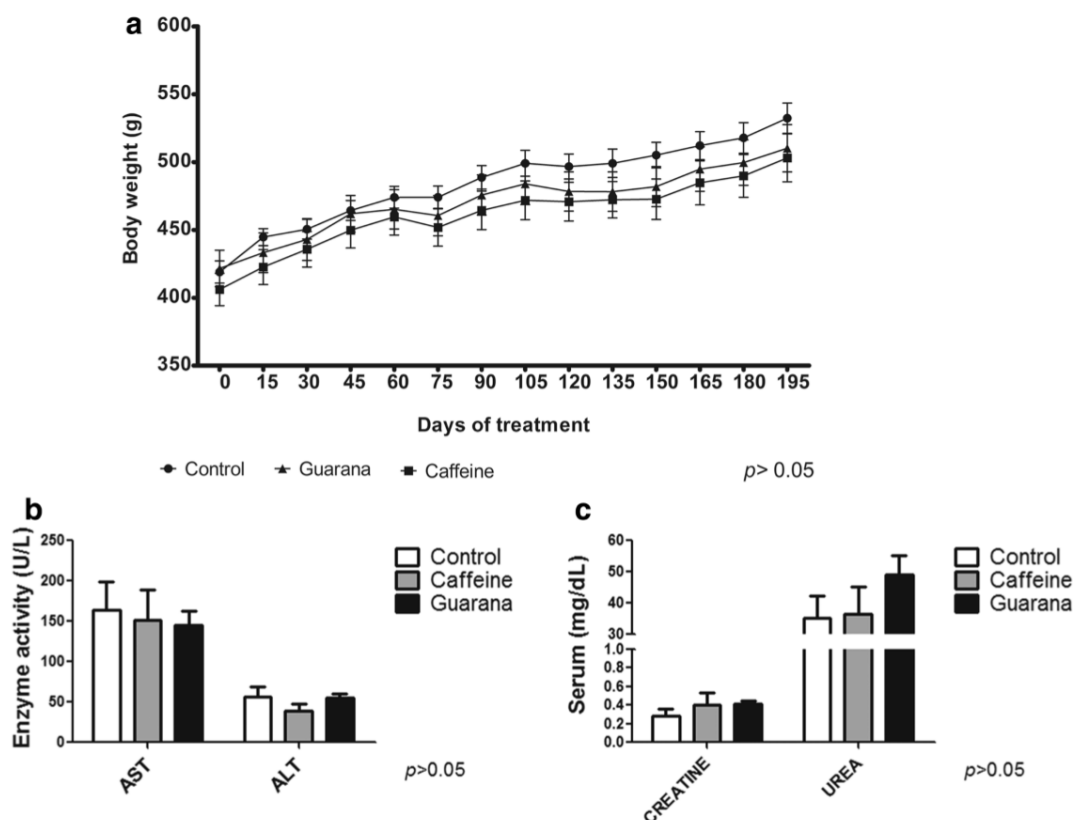 a
600
550
500
450
400
350
Body weight (g)
0 15 30 45 60 75 90 105 120 135 150 165 180 195
Days of treatment
Control Guarana Caffeine
p> 0.05
b
250
200
150
100
50
0
Enzyme activity (U/L)
AST ALT
Control
Caffeine
Guarana
p>0.05
c
60
50
40
30
1.0
0.8
0.6
0.4
0.2
0.0
Serum (mg/dL)
CREATINE UREA
Control
Caffeine
Guarana
p>0.05